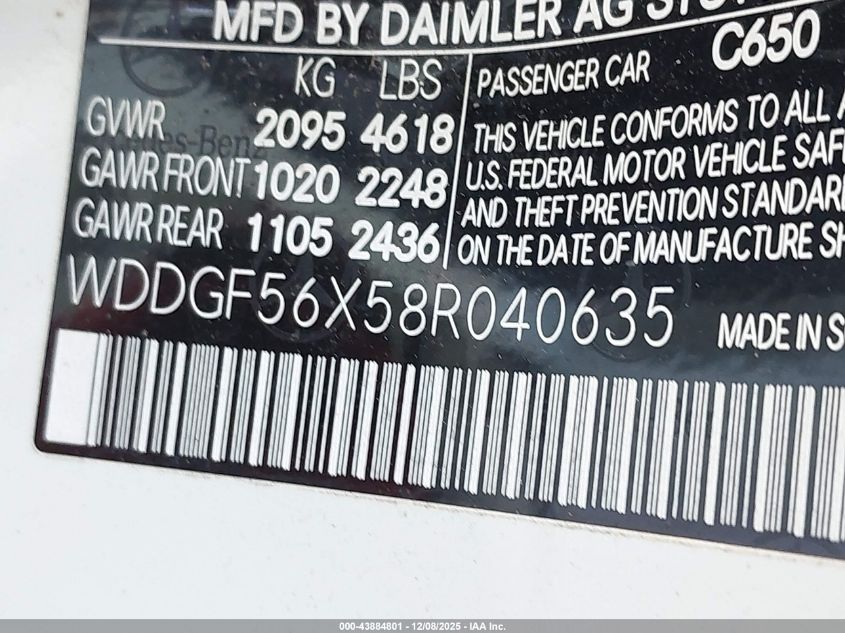 MFD BY DAIMLER AG
C650
KG LBS
PASSENGER CAR
GVWR 2095 4618
GAWR FRONT 1020 2248
GAWR REAR 1105 2436
THIS VEHICLE CONFORMS TO ALL
U.S. FEDERAL MOTOR VEHICLE
AND THEFT PREVENTION
ON THE DATE OF MANUFACTURE
WDDGF56X58R040635
MADE IN
000-43884801 - 12/08/2025 - IAA Inc.